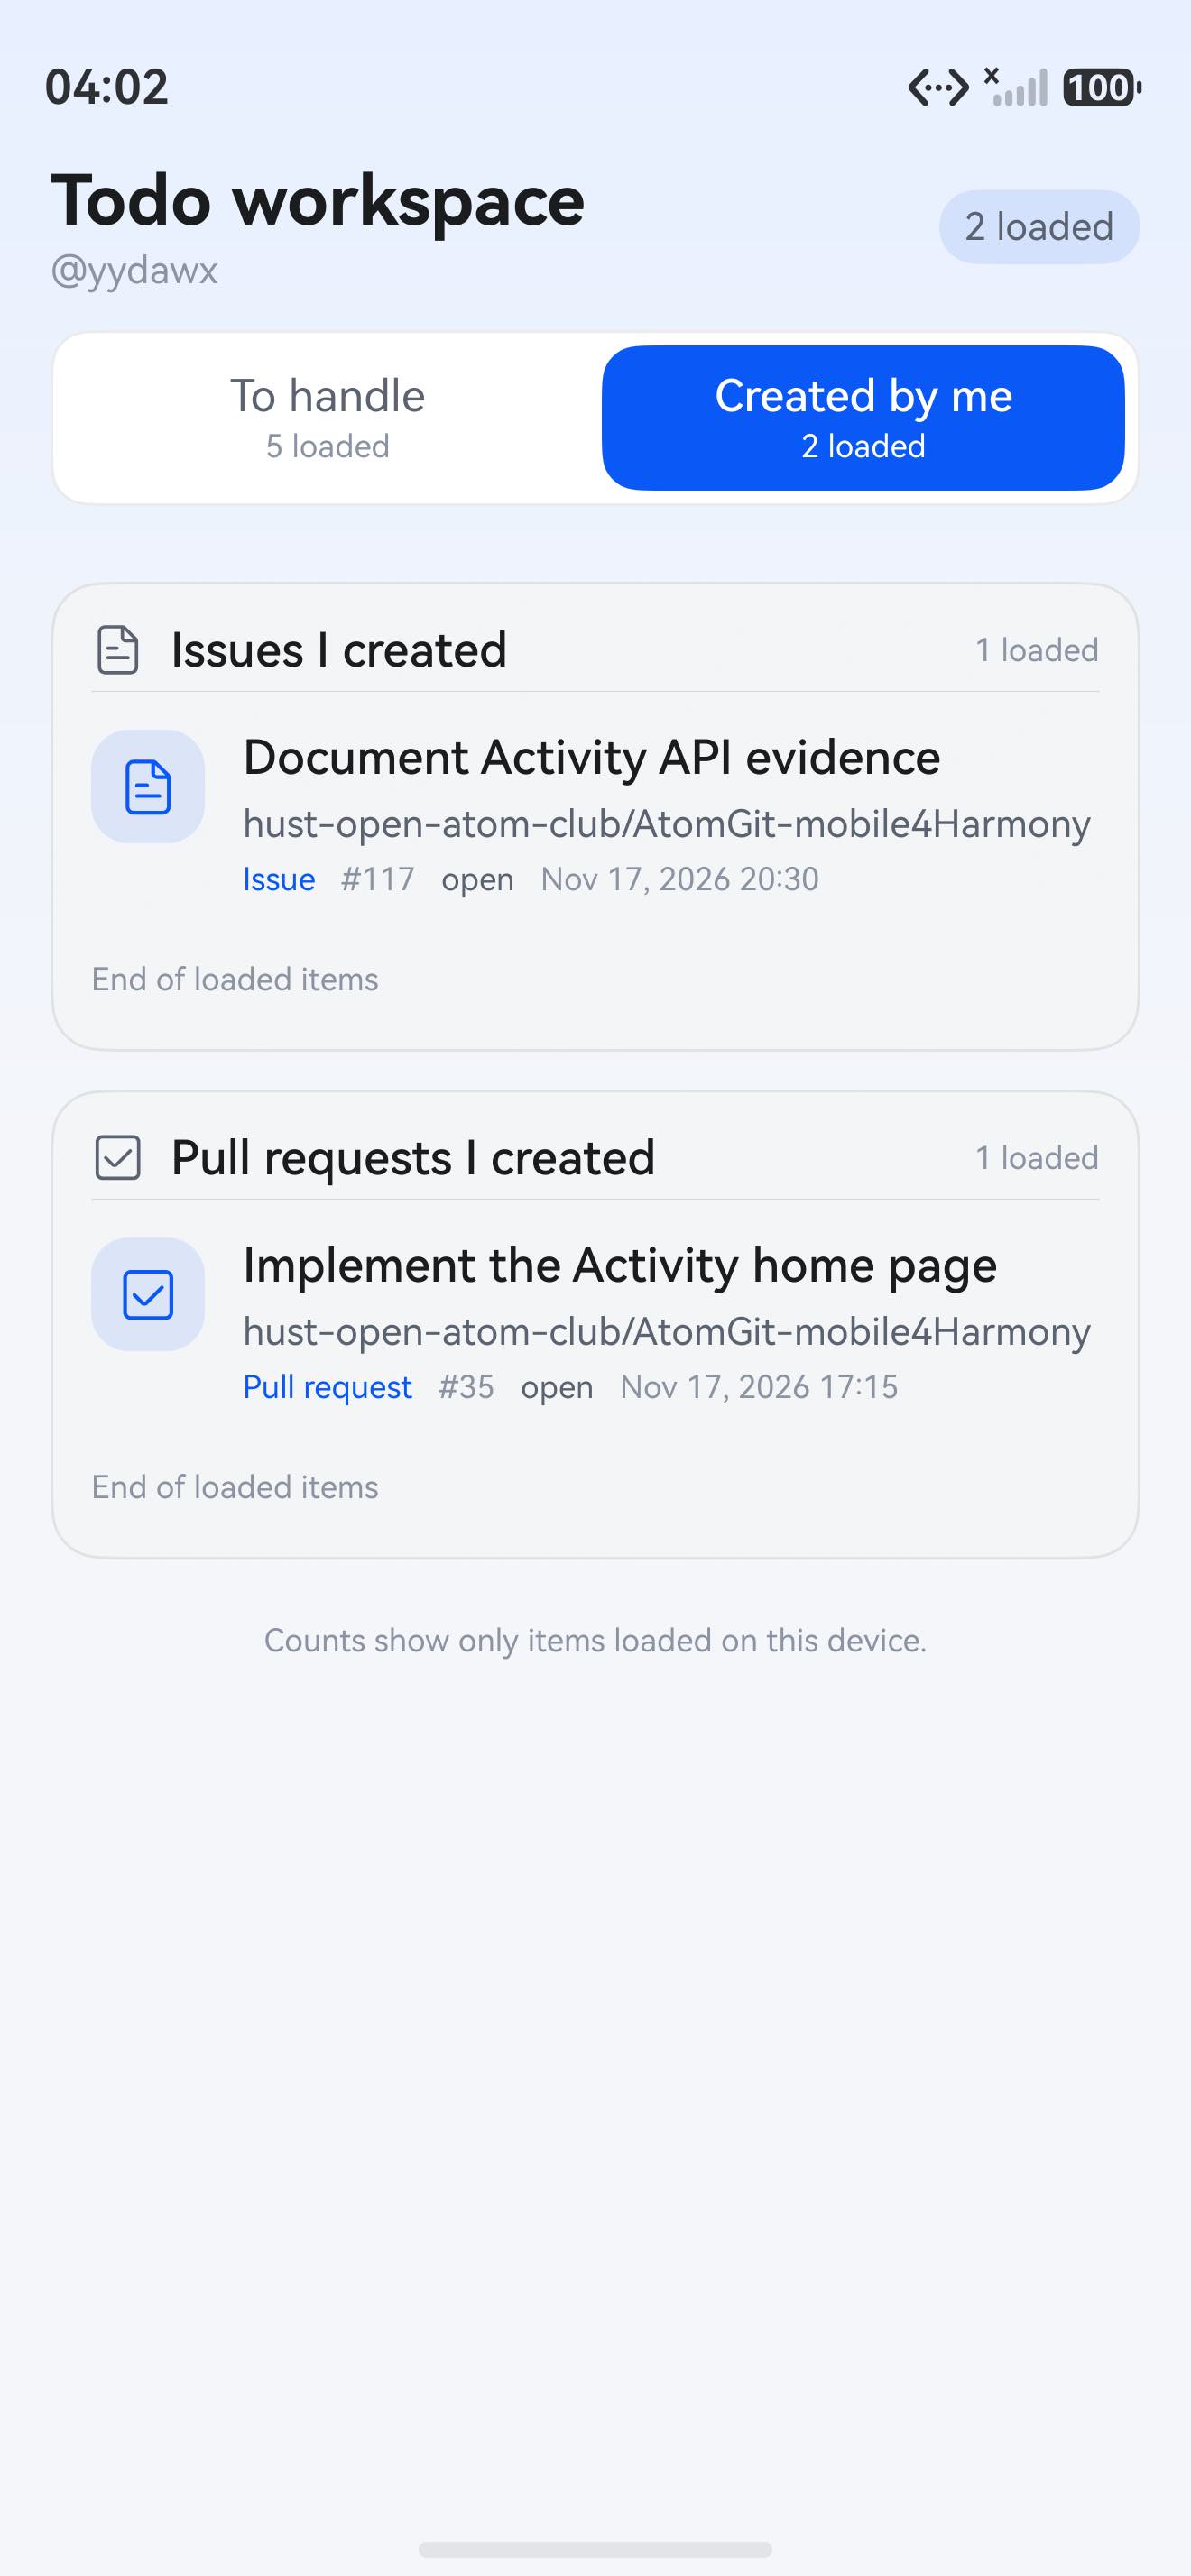 04:02
100
Todo workspace
@yydawx
2 loaded
To handle
5 loaded
Created by me
2 loaded
Issues I created
1 loaded
Document Activity API evidence
hust-open-atom-club/AtomGit-mobile4Harmony
Issue #117 open Nov 17, 2026 20:30
End of loaded items
Pull requests I created
1 loaded
Implement the Activity home page
hust-open-atom-club/AtomGit-mobile4Harmony
Pull request #35 open Nov 17, 2026 17:15
End of loaded items
Counts show only items loaded on this device.